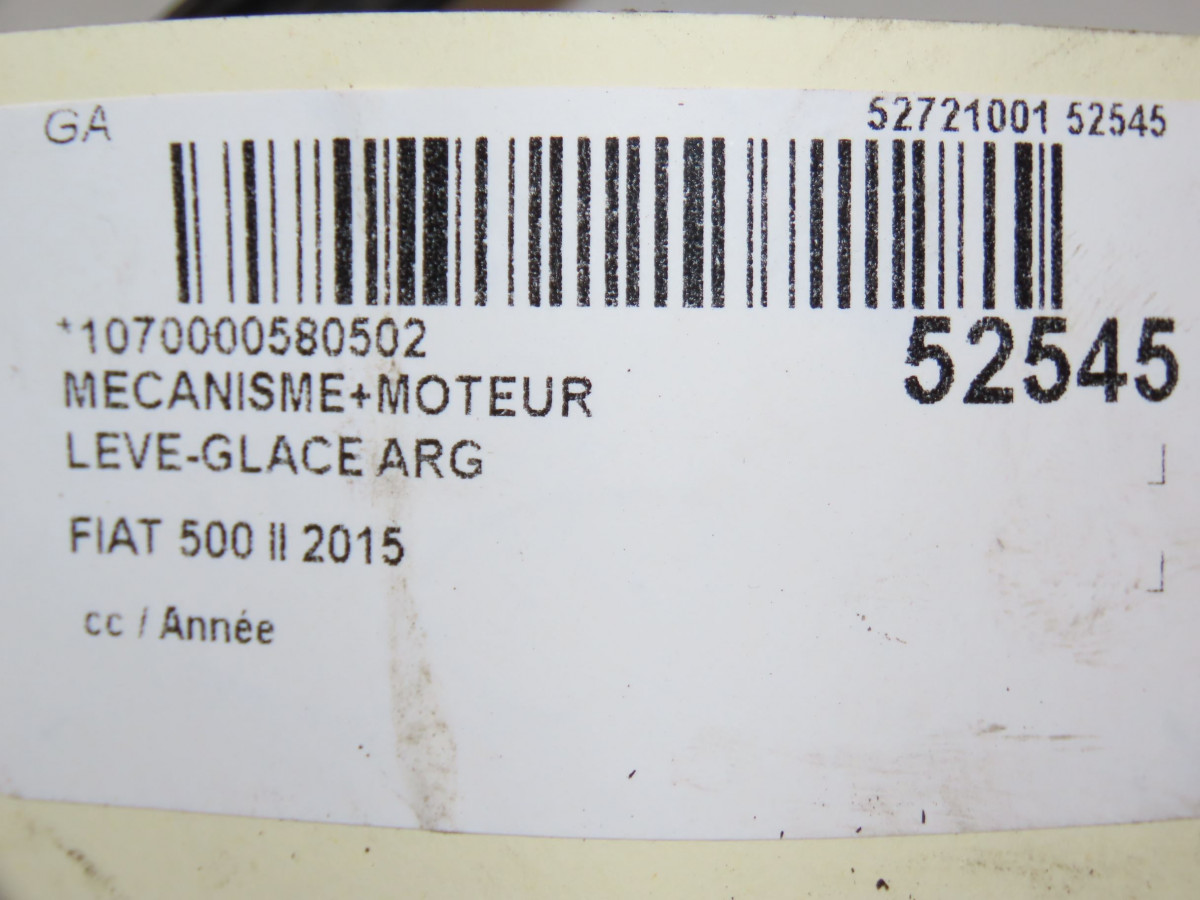 GA
52721001 52545
*1070000580502
52545
MECANISME+MOTEUR
LEVE-GLACE ARG
FIAT 500 II 2015
cc / Année